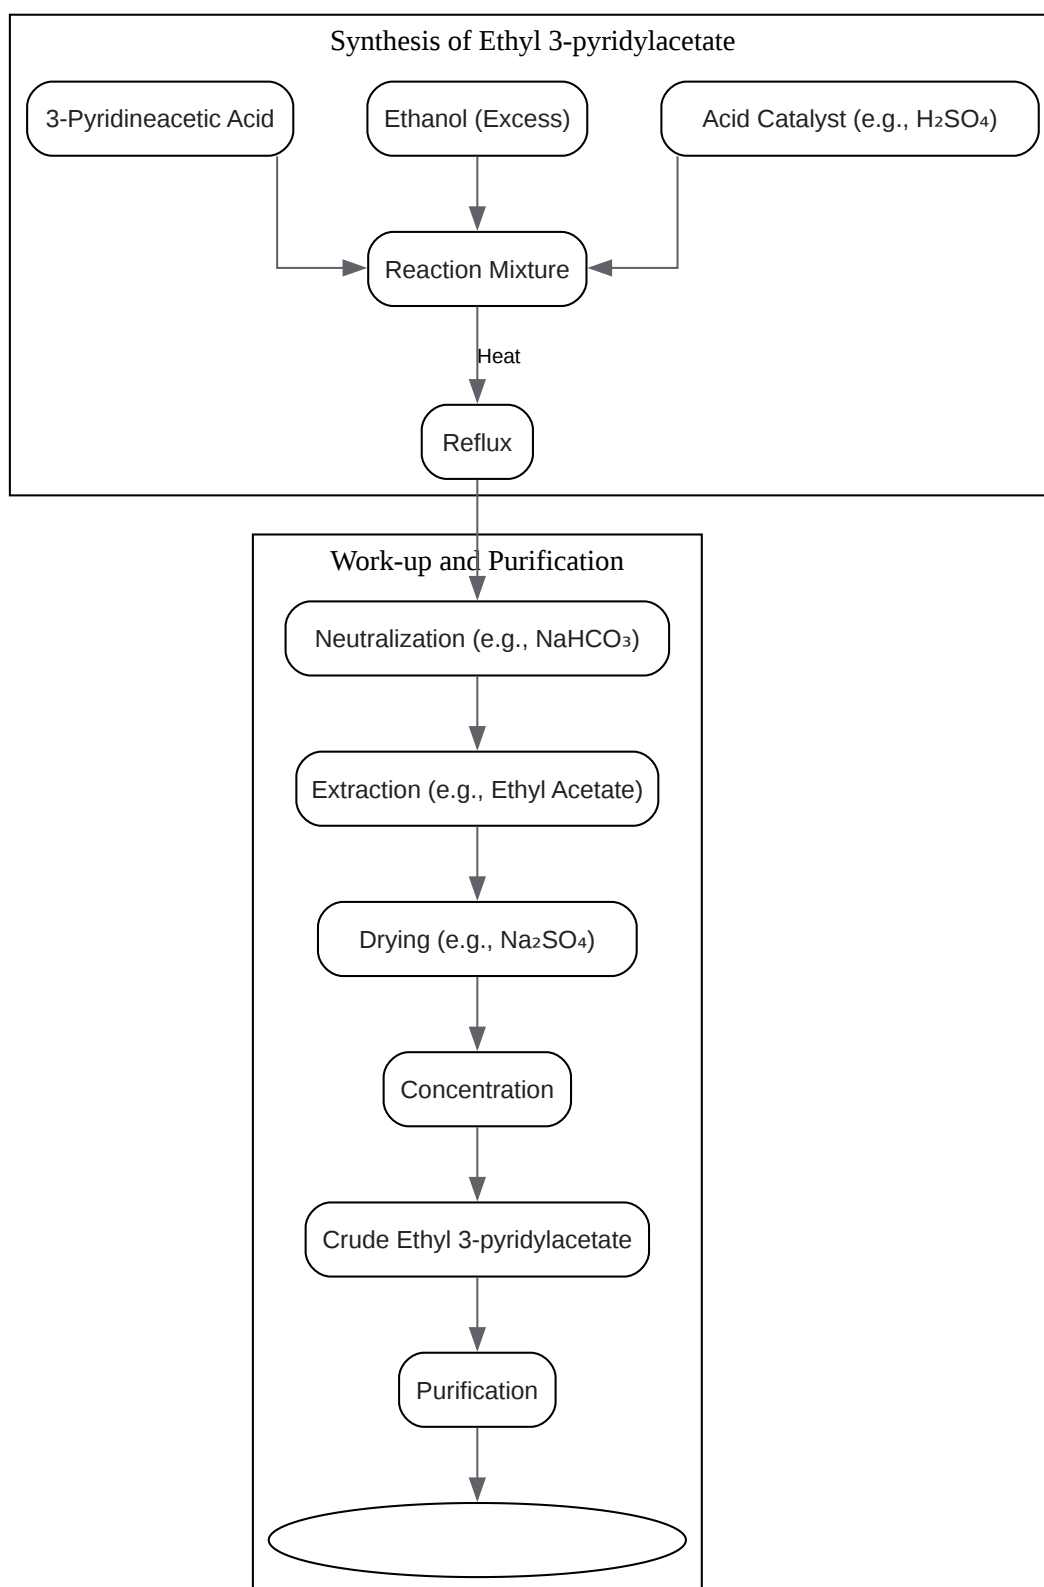 Synthesis of Ethyl 3-pyridylacetate
3-Pyridineacetic Acid
Ethanol (Excess)
Acid Catalyst (e.g., H₂SO₄)
Reaction Mixture
Heat
Reflux
Work-up and Purification
Neutralization (e.g., NaHCO₃)
Extraction (e.g., Ethyl Acetate)
Drying (e.g., Na₂SO₄)
Concentration
Crude Ethyl 3-pyridylacetate
Purification